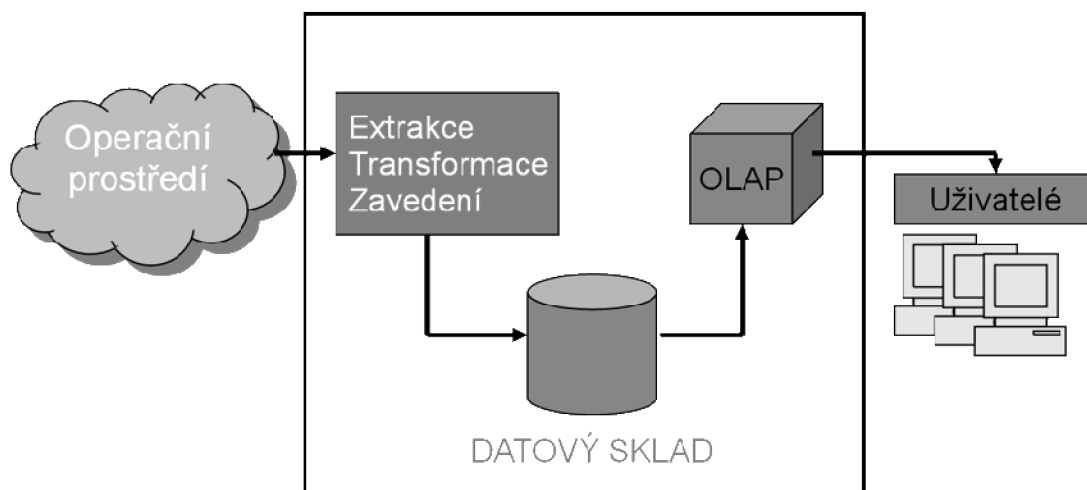 Operační
prostředí
Extrakce
Transformace
Zavedení
OLAP
Uživatelé
DATOVÝ SKLAD